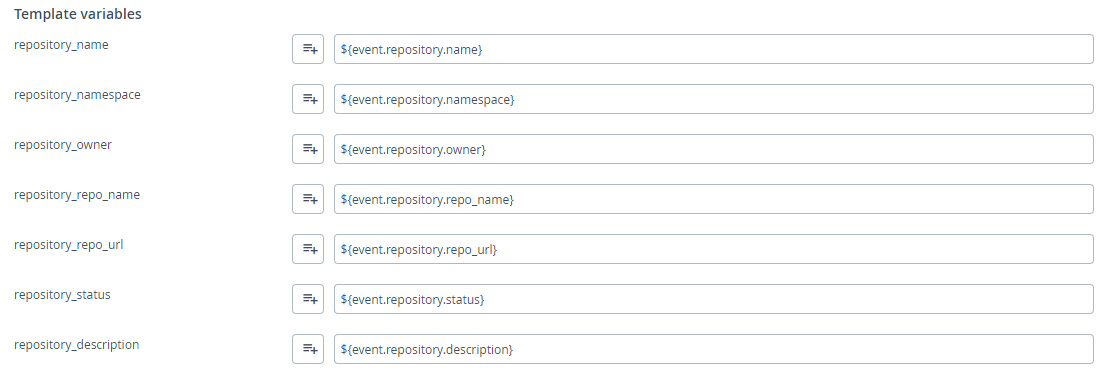 Template variables
repository_name ${event.repository.name}
repository_namespace ${event.repository.namespace}
repository_owner ${event.repository.owner}
repository_repo_name ${event.repository.repo_name}
repository_repo_url ${event.repository.repo_url}
repository_status ${event.repository.status}
repository_description ${event.repository.description}